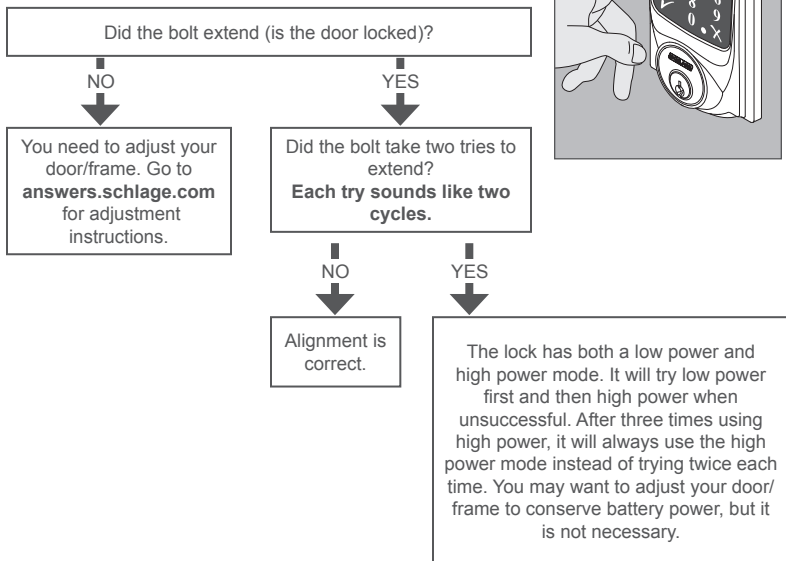 Did the bolt extend (is the door locked)?
NO
YES
You need to adjust your
door/frame. Go to
answers.schlage.com
for adjustment
instructions.
Did the bolt take two tries to
extend?
Each try sounds like two
cycles.
NO
YES
Alignment is
correct.
The lock has both a low power and
high power mode. It will try low power
first and then high power when
unsuccessful. After three times using
high power, it will always use the high
power mode instead of trying twice each
time. You may want to adjust your door/
frame to conserve battery power, but it
is not necessary.
8
9
0